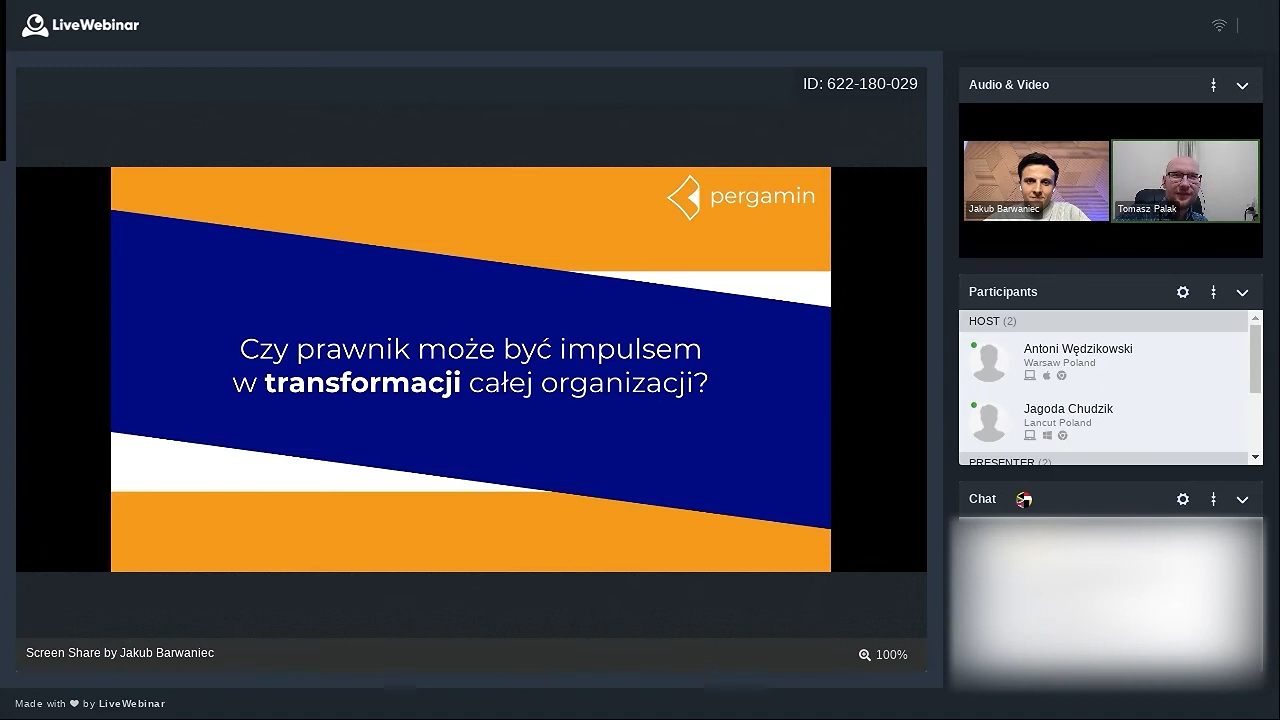 LiveWebinar
ID: 622-180-029
pergamin
Czy prawnik może być impulsem
w transformacji całej organizacji?
Screen Share by Jakub Barwaniec
100%
Audio & Video
Jakub Barwaniec
Tomasz Palak
Participants
HOST (2)
Antoni Wędzikowski
Warsaw Poland
Jagoda Chudzik
Lancut Poland
PRESENTER (2)
Chat
Made with ❤ by LiveWebinar